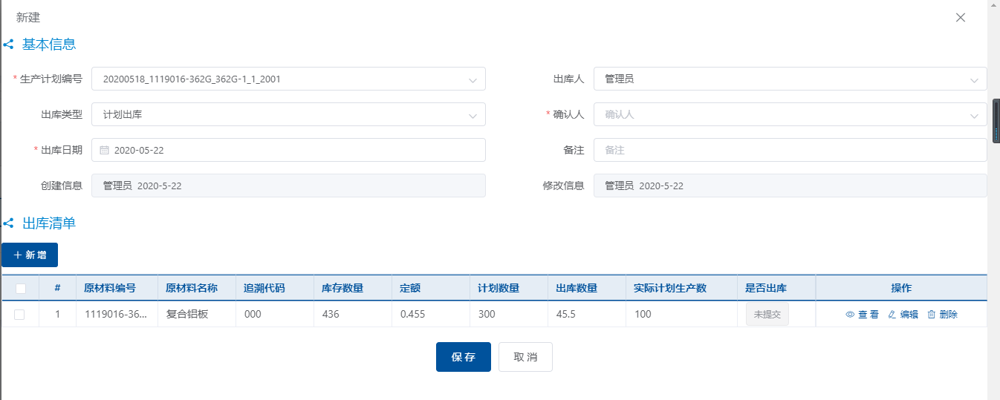 新建
基本信息
* 生产计划编号 20200518_1119016-362G_362G-1_1_2001 出库人 管理员
出库类型 计划出库 * 确认人 确认人
* 出库日期 2020-05-22 备注 备注
创建信息 管理员 2020-5-22 修改信息 管理员 2020-5-22
出库清单
+ 新增
# 原材料编号 原材料名称 追溯代码 库存数量 定额 计划数量 出库数量 实际计划生产数 是否出库 操作
1 1119016-36... 复合铝板 000 436 0.455 300 45.5 100 未提交 查看 编辑 删除
保存 取消